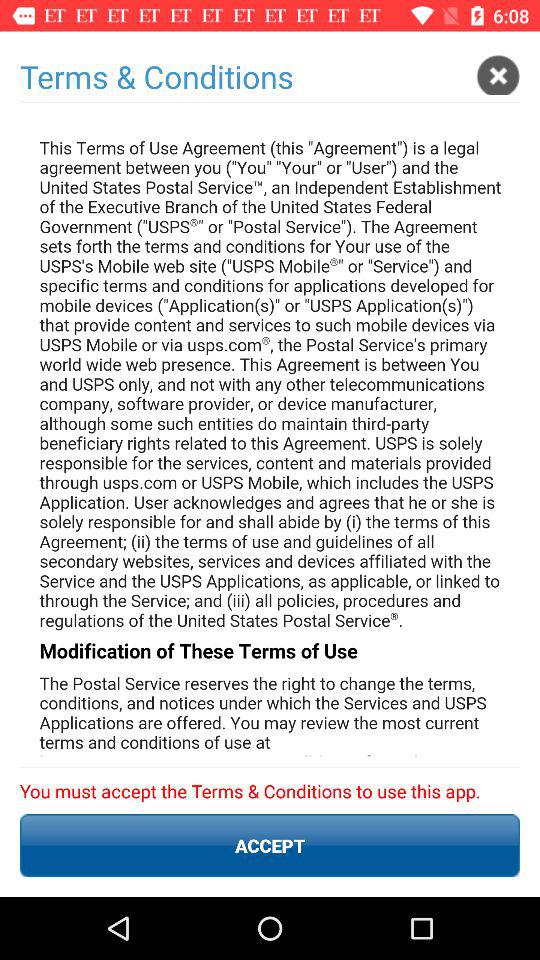 ET ET ET ET ET ET ET ET ET ET ET 6:08
Terms & Conditions
This Terms of Use Agreement (this "Agreement") is a legal
agreement between you ("You" "Your" or "User") and the
United States Postal Service™, an Independent Establishment
of the Executive Branch of the United States Federal
Government ("USPS®" or "Postal Service"). The Agreement
sets forth the terms and conditions for Your use of the
USPS's Mobile web site ("USPS Mobile®" or "Service") and
specific terms and conditions for applications developed for
mobile devices ("Application(s)" or "USPS Application(s)")
that provide content and services to such mobile devices via
USPS Mobile or via usps.com®, the Postal Service's primary
world wide web presence. This Agreement is between You
and USPS only, and not with any other telecommunications
company, software provider, or device manufacturer,
although some such entities do maintain third-party
beneficiary rights related to this Agreement. USPS is solely
responsible for the services, content and materials provided
through usps.com or USPS Mobile, which includes the USPS
Application. User acknowledges and agrees that he or she is
solely responsible for and shall abide by (i) the terms of this
Agreement; (ii) the terms of use and guidelines of all
secondary websites, services and devices affiliated with the
Service and the USPS Applications, as applicable, or linked to
through the Service; and (iii) all policies, procedures and
regulations of the United States Postal Service®.
Modification of These Terms of Use
The Postal Service reserves the right to change the terms,
conditions, and notices under which the Services and USPS
Applications are offered. You may review the most current
terms and conditions of use at
You must accept the Terms & Conditions to use this app.
ACCEPT